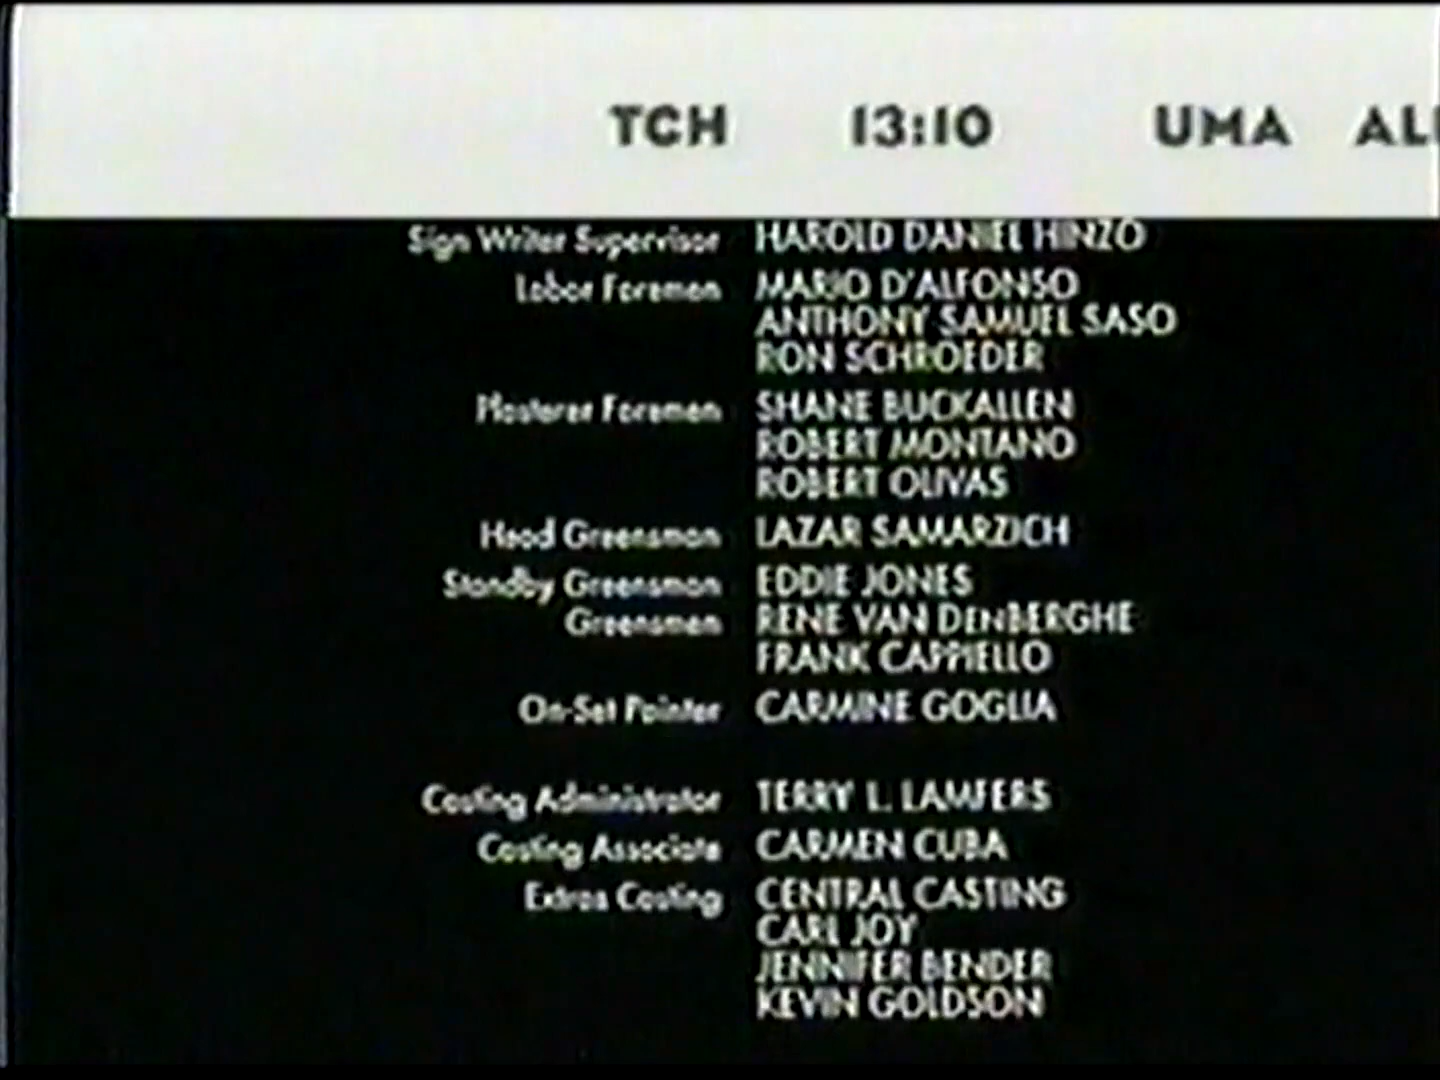 TCH 13:10 UMA
Sign Writer Supervisor HAROLD DANIEL HINZO
Labor Foremen MARIO D'ALFONSO
ANTHONY SAMUEL SASO
RON SCHROEDER
Plasterer Foremen SHANE BUCKALLEN
ROBERT MONTANO
ROBERT OLIVAS
Head Greensman LAZAR SAMARZICH
Standby Greensman EDDIE JONES
Greensmen RENE VAN DENBERGHE
FRANK CAPPIELLO
On-Set Painter CARMINE GOGLIA
Casting Administrator TERRY L. LAMFERS
Casting Associate CARMEN CUBA
Extras Casting CENTRAL CASTING
CARL JOY
JENNIFER BENDER
KEVIN GOLDSON